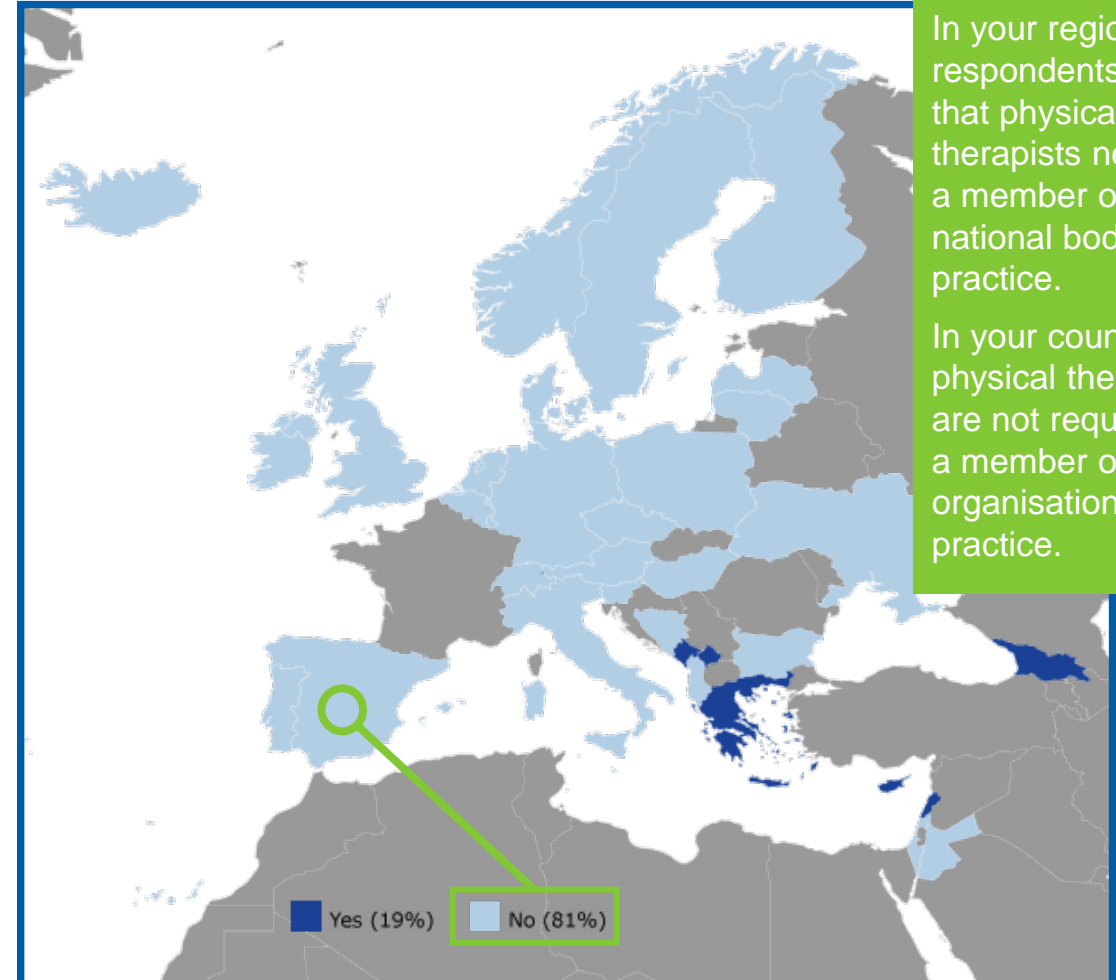 In your regio
respondents
that physica
therapists ne
a member o
national bod
practice.
In your coun
physical the
are not requ
a member o
organisation
practice.
Yes (19%)
No (81%)